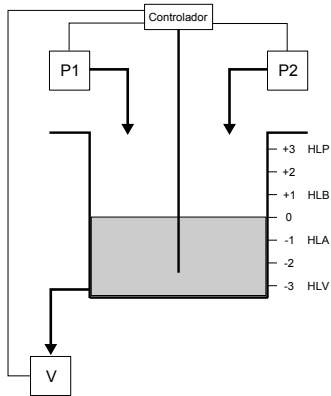 Controlador
P1
P2
+3 HLP
+2
+1 HLB
0
-1 HLA
-2
-3 HLV
V